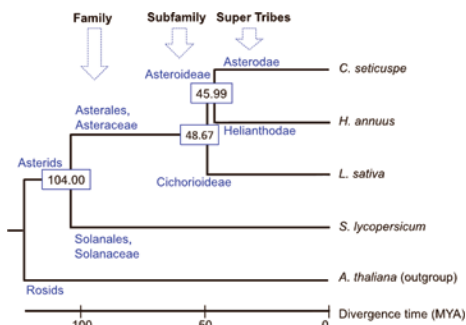 Family
Subfamily
Super Tribes
Asterodae
Asteroideae
C. seticuspe
45.99
Asterales,
Asteraceae
Helianthodae
H. annuus
48.67
Asterids
Cichorioideae
L. sativa
104.00
Solanales,
Solanaceae
S. lycopersicum
A. thaliana (outgroup)
Rosids
100
50
0
Divergence time (MYA)